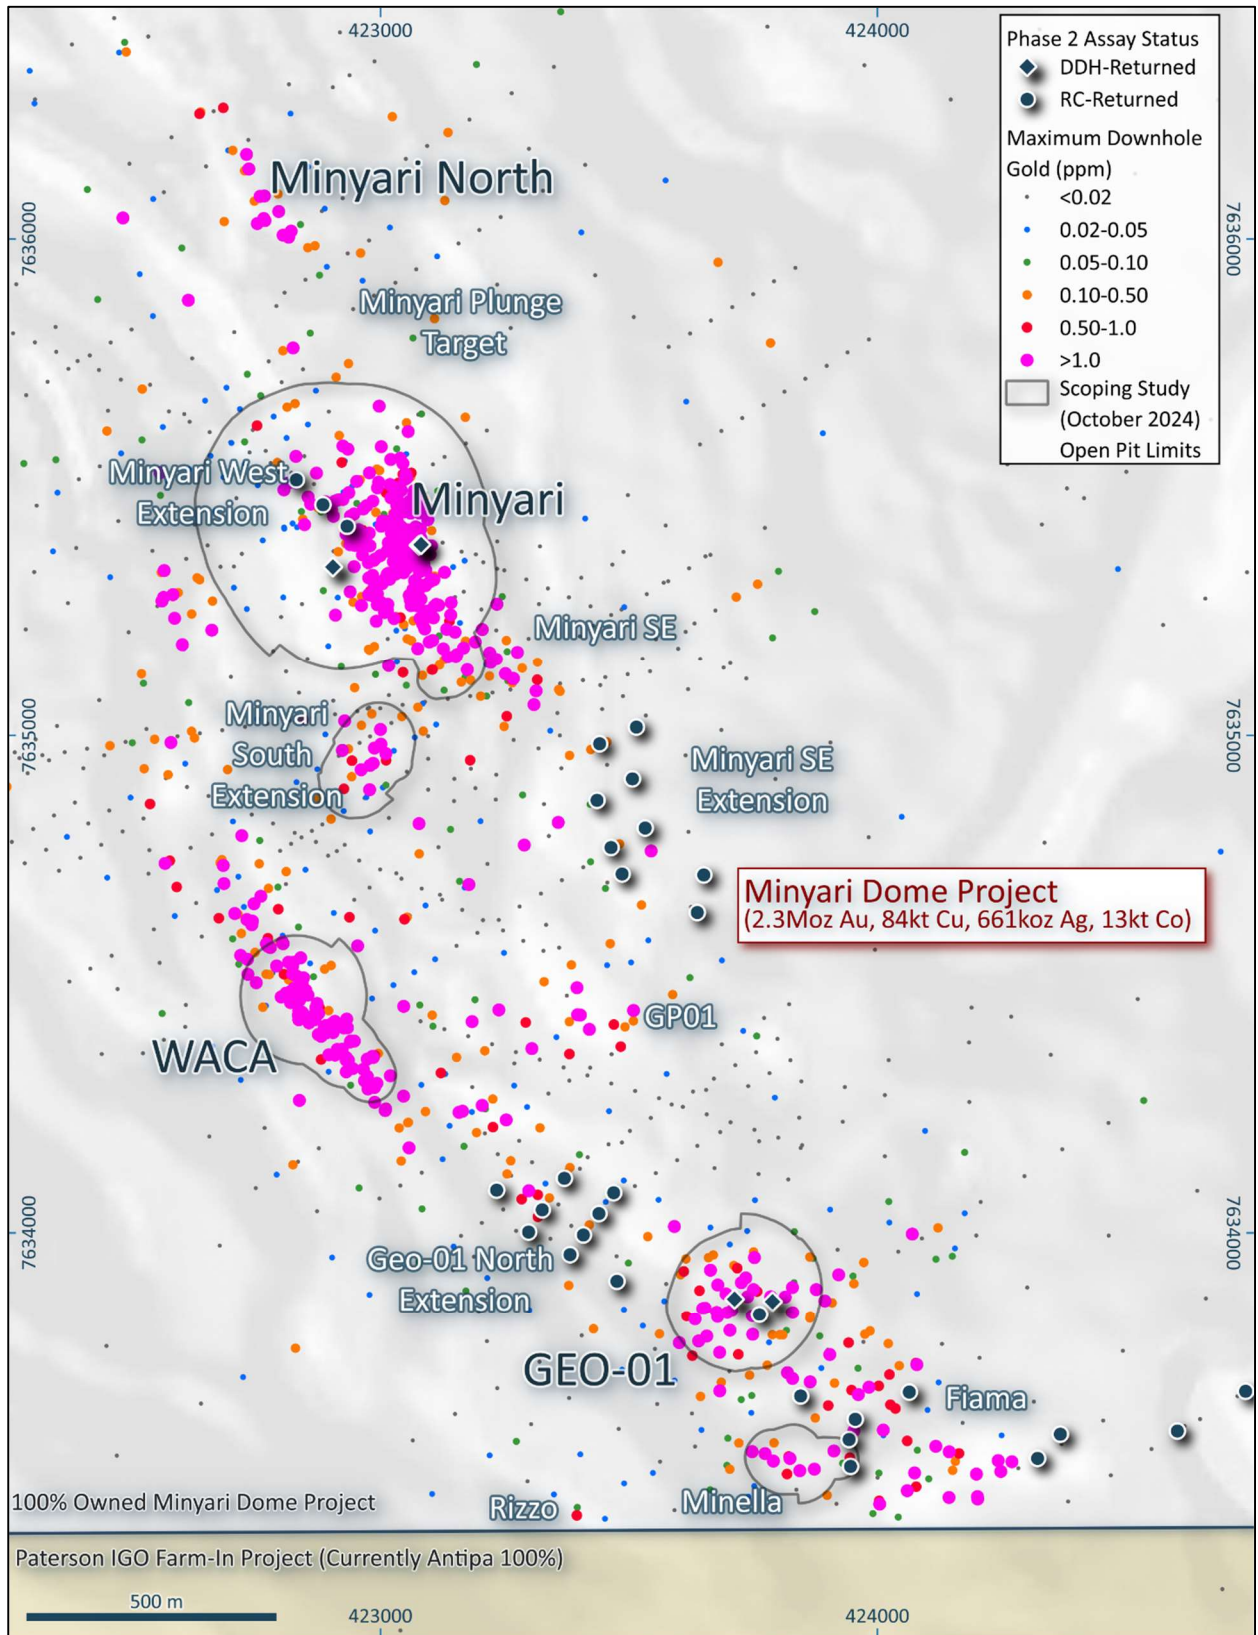 423000
424000
Phase 2 Assay Status
DDH-Returned
RC-Returned
Maximum Downhole
Gold (ppm)
<0.02
0.02-0.05
0.05-0.10
0.10-0.50
0.50-1.0
>1.0
Scoping Study
(October 2024)
Open Pit Limits
Minyari North
7636000
7636000
Minyari Plunge
Target
Minyari West
Extension
Minyari
Minyari SE
Minyari
South
Extension
7635000
7635000
Minyari SE
Extension
Minyari Dome Project
(2.3Moz Au, 84kt Cu, 661koz Ag, 13kt Co)
GP01
WACA
7634000
7634000
Geo-01 North
Extension
GEO-01
Fiama
Minella
Rizzo
100% Owned Minyari Dome Project
Paterson IGO Farm-In Project (Currently Antipa 100%)
500 m
423000
424000